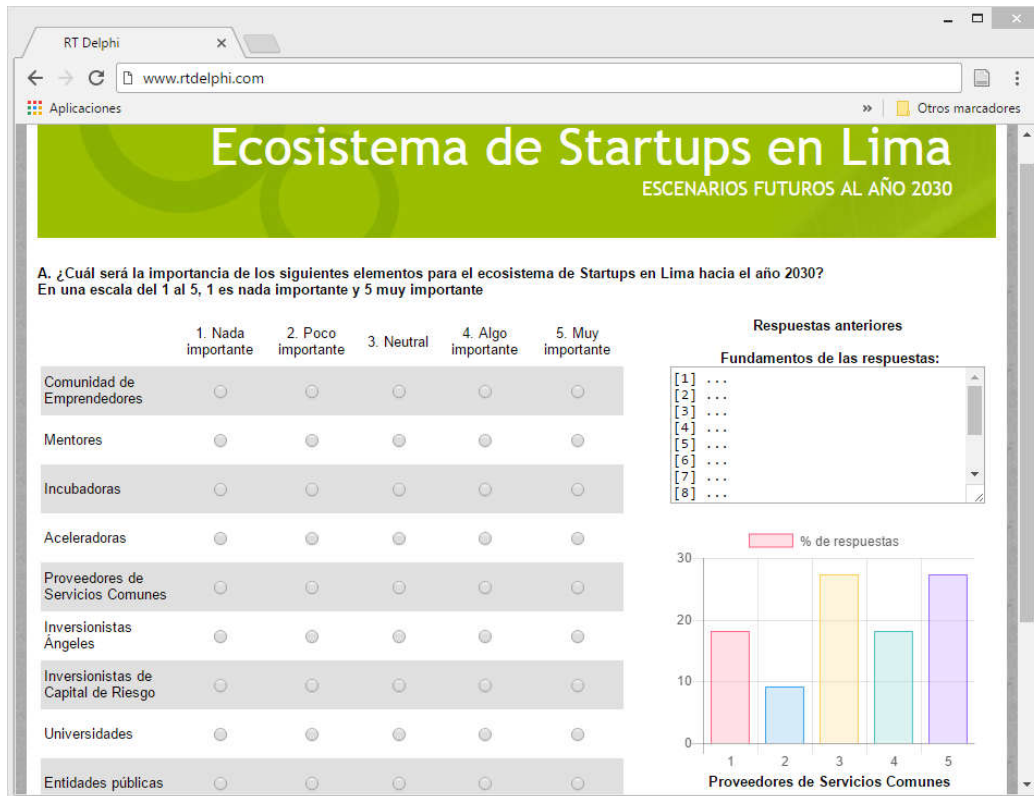 RT Delphi
www.rtdelphi.com
Aplicaciones
Otros marcadores
Ecosistema de Startups en Lima
ESCENARIOS FUTUROS AL AÑO 2030
A. ¿Cuál será la importancia de los siguientes elementos para el ecosistema de Startups en Lima hacia el año 2030?
En una escala del 1 al 5, 1 es nada importante y 5 muy importante
1. Nada importante
2. Poco importante
3. Neutral
4. Algo importante
5. Muy importante
Comunidad de
Emprendedores
Mentores
Incubadoras
Aceleradoras
Proveedores de
Servicios Comunes
Inversionistas
Ángeles
Inversionistas de
Capital de Riesgo
Universidades
Entidades públicas
Respuestas anteriores
Fundamentos de las respuestas:
[1] ...
[2] ...
[3] ...
[4] ...
[5] ...
[6] ...
[7] ...
[8] ...
% de respuestas
30
20
10
0
1 2 3 4 5
Proveedores de Servicios Comunes